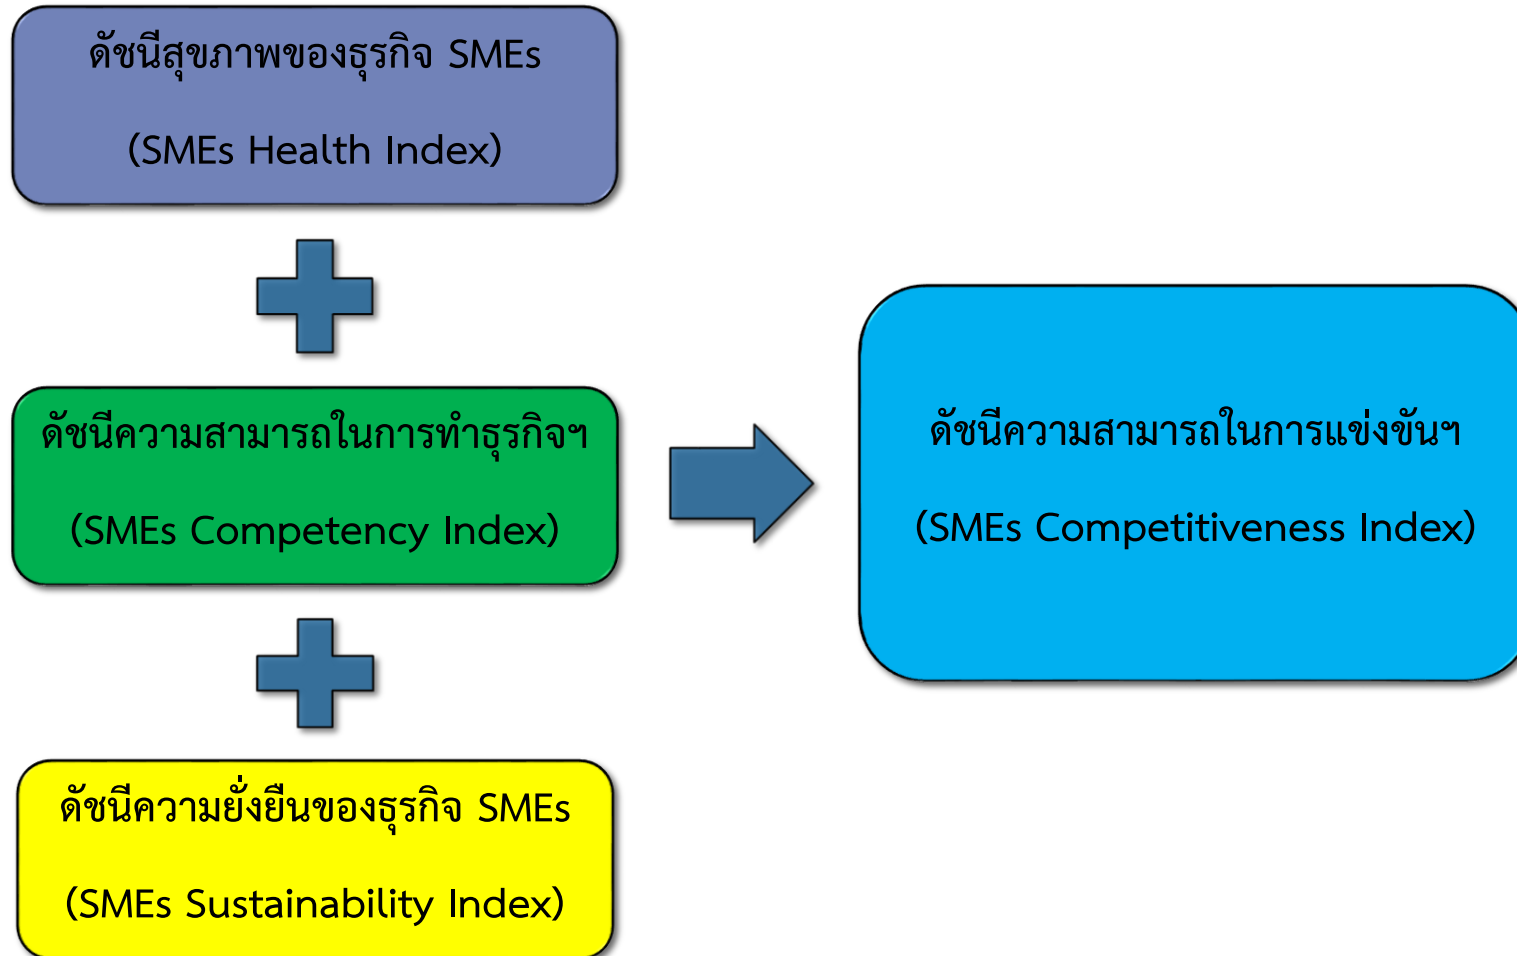 ดัชนีสุขภาพของธุรกิจ SMEs
(SMEs Health Index)
ดัชนีความสามารถในการทำธุรกิจฯ
(SMEs Competency Index)
ดัชนีความยั่งยืนของธุรกิจ SMEs
(SMEs Sustainability Index)
ดัชนีความสามารถในการแข่งขันฯ
(SMEs Competitiveness Index)